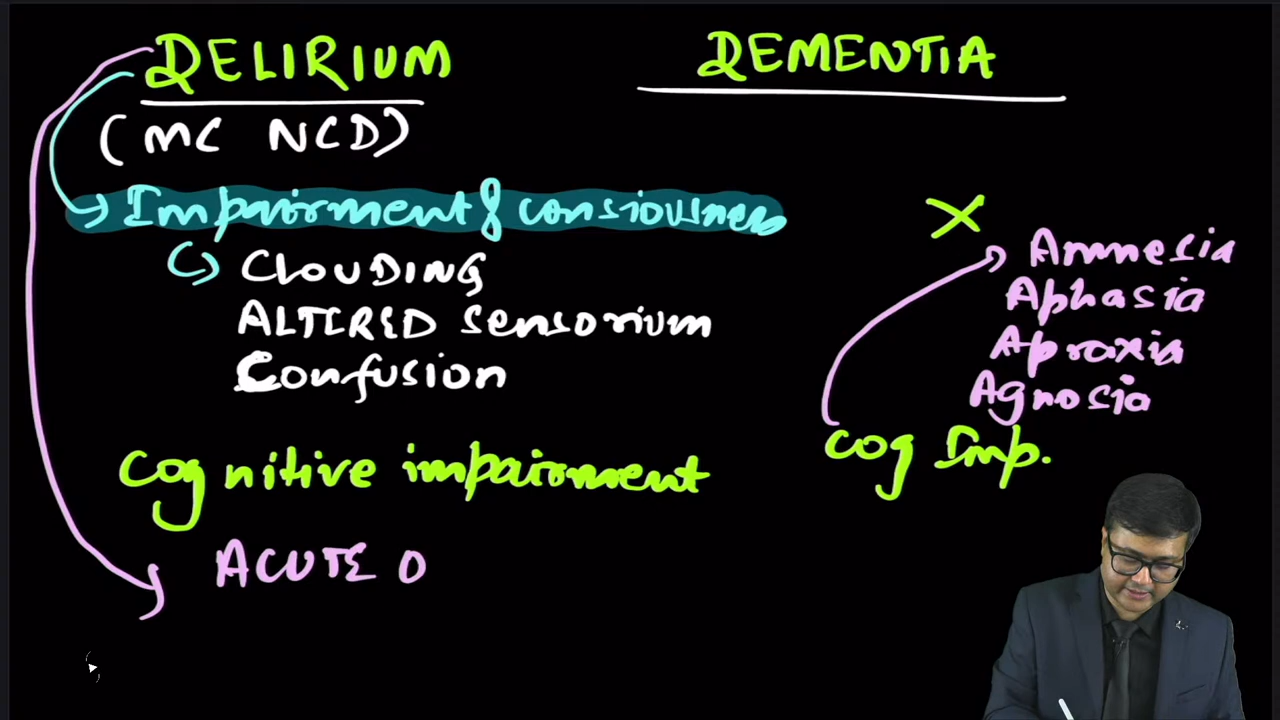 DELIRIUM
DEMENTIA
(MC NCD)
Impairment of consiousness
X
CLOUDING
ALTERED sensorium
Confusion
Amnesia
Aphasia
Apraxia
Agnosia
Cognitive impairment
Cog Imp.
ACUTE O